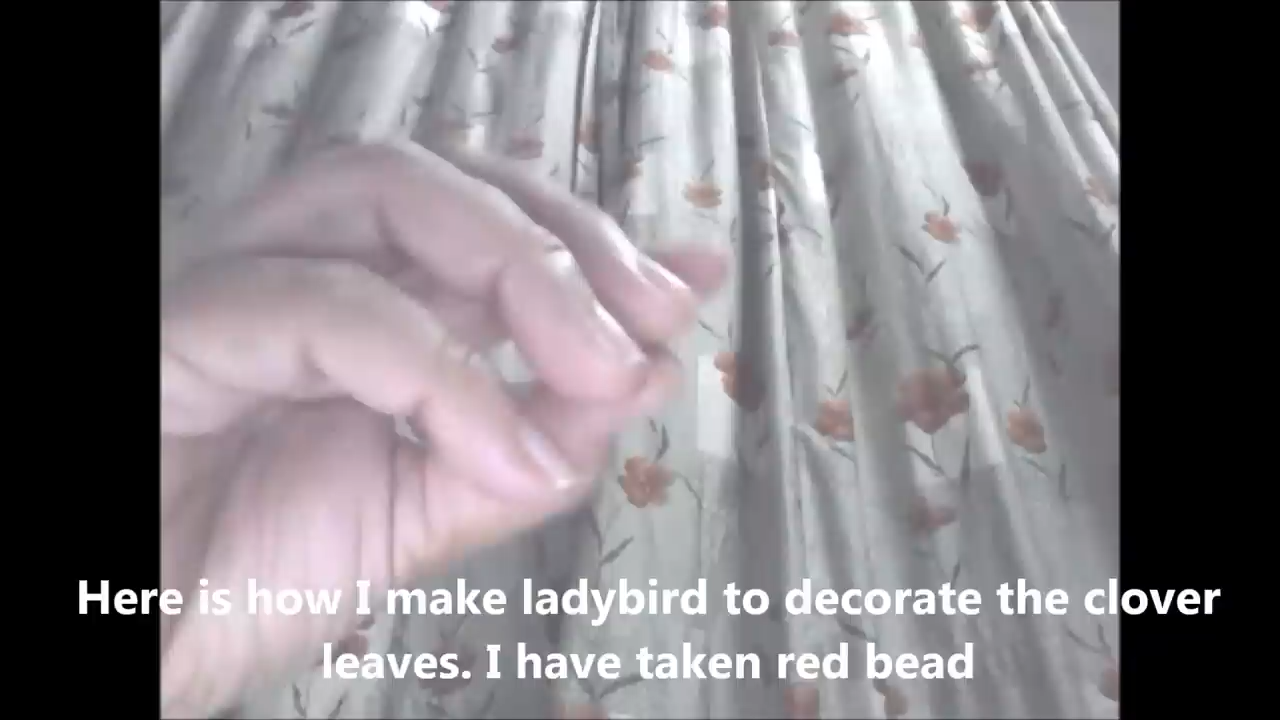 Here is how I make ladybird to decorate the clover
leaves. I have taken red bead